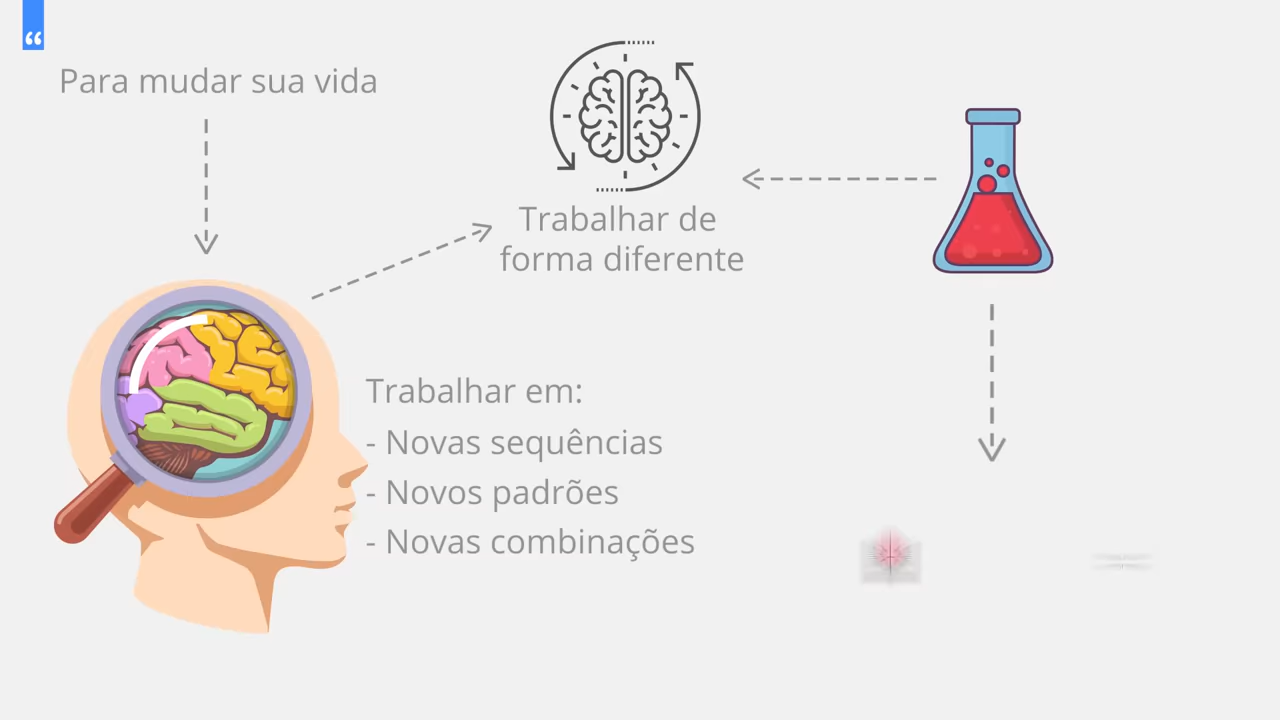 “
Para mudar sua vida
Trabalhar de
forma diferente
Trabalhar em:
- Novas sequências
- Novos padrões
- Novas combinações